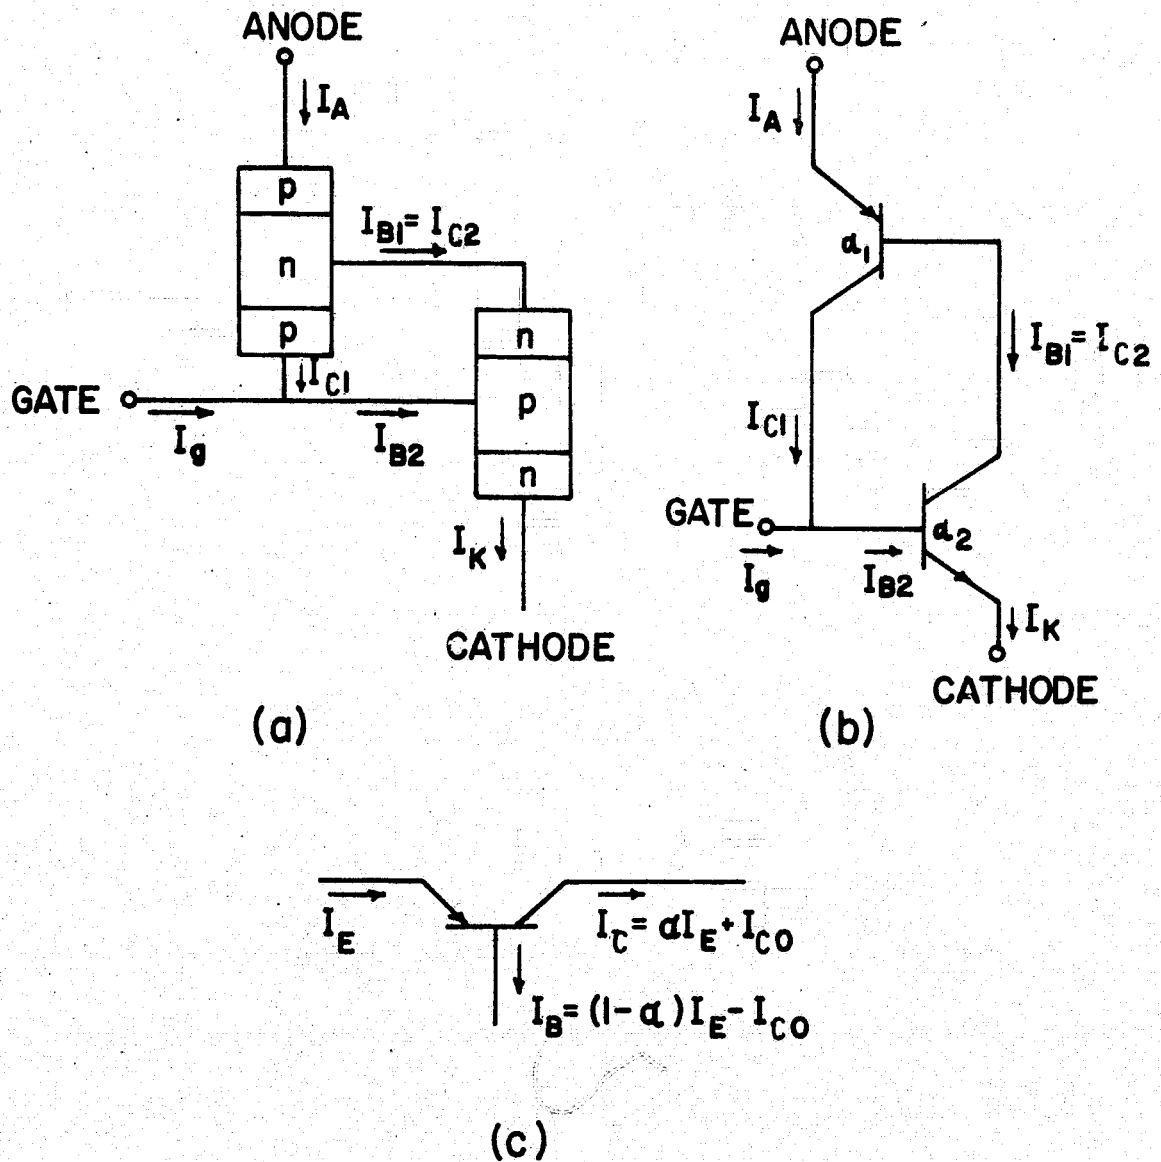 ANODE
I_A
p
n
p
I_B1 = I_C2
I_C1
GATE
I_g
I_B2
n
p
n
I_K
CATHODE
(a)
ANODE
I_A
α_1
I_B1 = I_C2
I_C1
GATE
I_g
I_B2
α_2
I_K
CATHODE
(b)
I_E
I_C = αI_E + I_CO
I_B = (1-α)I_E - I_CO
(c)